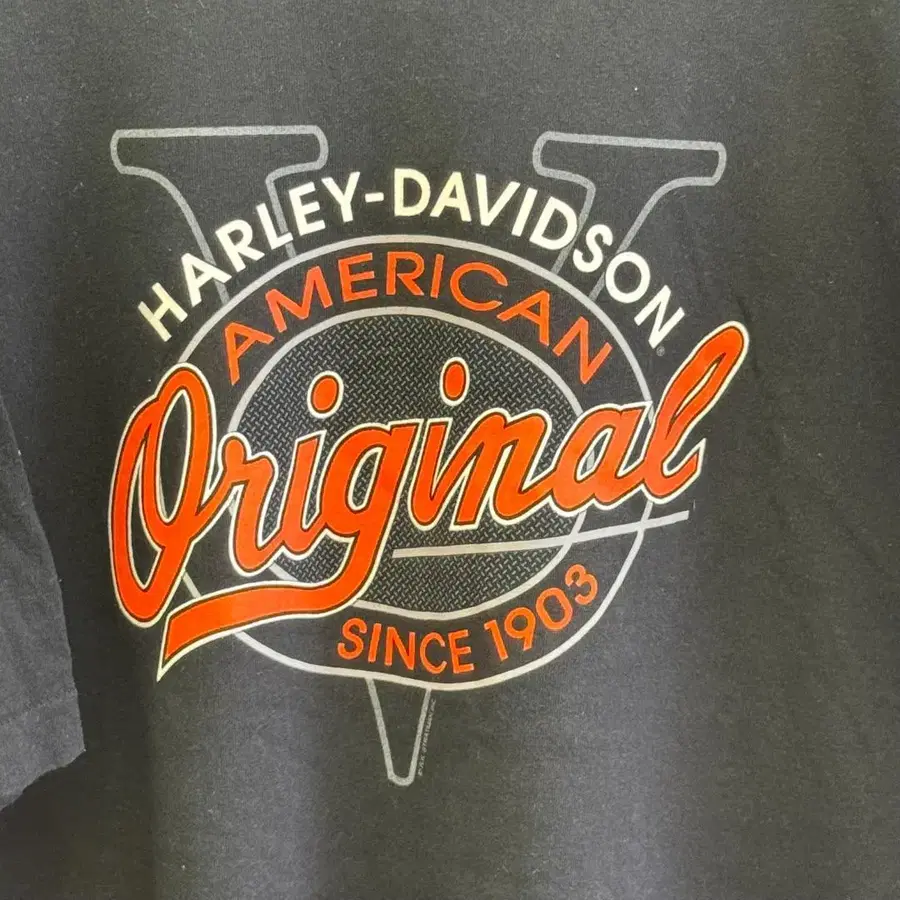 HARLEY-DAVIDSON®
AMERICAN
Original
SINCE 1903